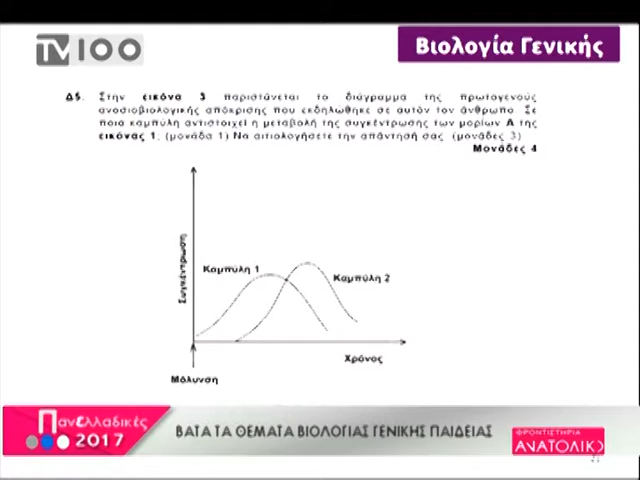 TV100
Βιολογία Γενικής
Δ5. Στην εικόνα 3 παριστάνεται το διάγραμμα της πρωτογενούς
ανοσιοβιολογικής απόκρισης που εκδηλώθηκε σε αυτόν τον άνθρωπο. Σε
ποια καμπύλη αντιστοιχεί η μεταβολή της συγκέντρωσης των μορίων Α της
εικόνας 1; (μονάδα 1) Να αιτιολογήσετε την απάντησή σας. (μονάδες 3)
Μονάδες 4
Συγκέντρωση
Καμπύλη 1
Καμπύλη 2
Χρόνος
Μόλυνση
Πανελλαδικές
2017
ΒΑΤΑ ΤΑ ΘΕΜΑΤΑ ΒΙΟΛΟΓΙΑΣ ΓΕΝΙΚΗΣ ΠΑΙΔΕΙΑΣ
ΦΡΟΝΤΙΣΤΗΡΙΑ
ΑΝΑΤΟΛΙΚΟ